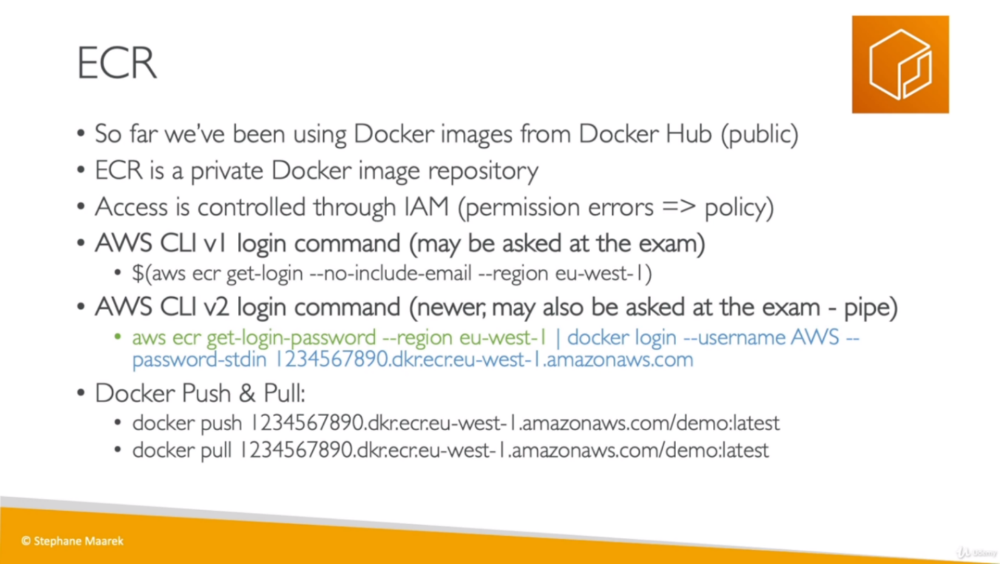 ECR
• So far we've been using Docker images from Docker Hub (public)
• ECR is a private Docker image repository
• Access is controlled through IAM (permission errors => policy)
• AWS CLI v1 login command (may be asked at the exam)
• $(aws ecr get-login --no-include-email --region eu-west-1)
• AWS CLI v2 login command (newer, may also be asked at the exam - pipe)
• aws ecr get-login-password --region eu-west-1 | docker login --username AWS --
password-stdin 1234567890.dkr.ecr.eu-west-1.amazonaws.com
• Docker Push & Pull:
• docker push 1234567890.dkr.ecr.eu-west-1.amazonaws.com/demo:latest
• docker pull 1234567890.dkr.ecr.eu-west-1.amazonaws.com/demo:latest
© Stephane Maarek
Udemy